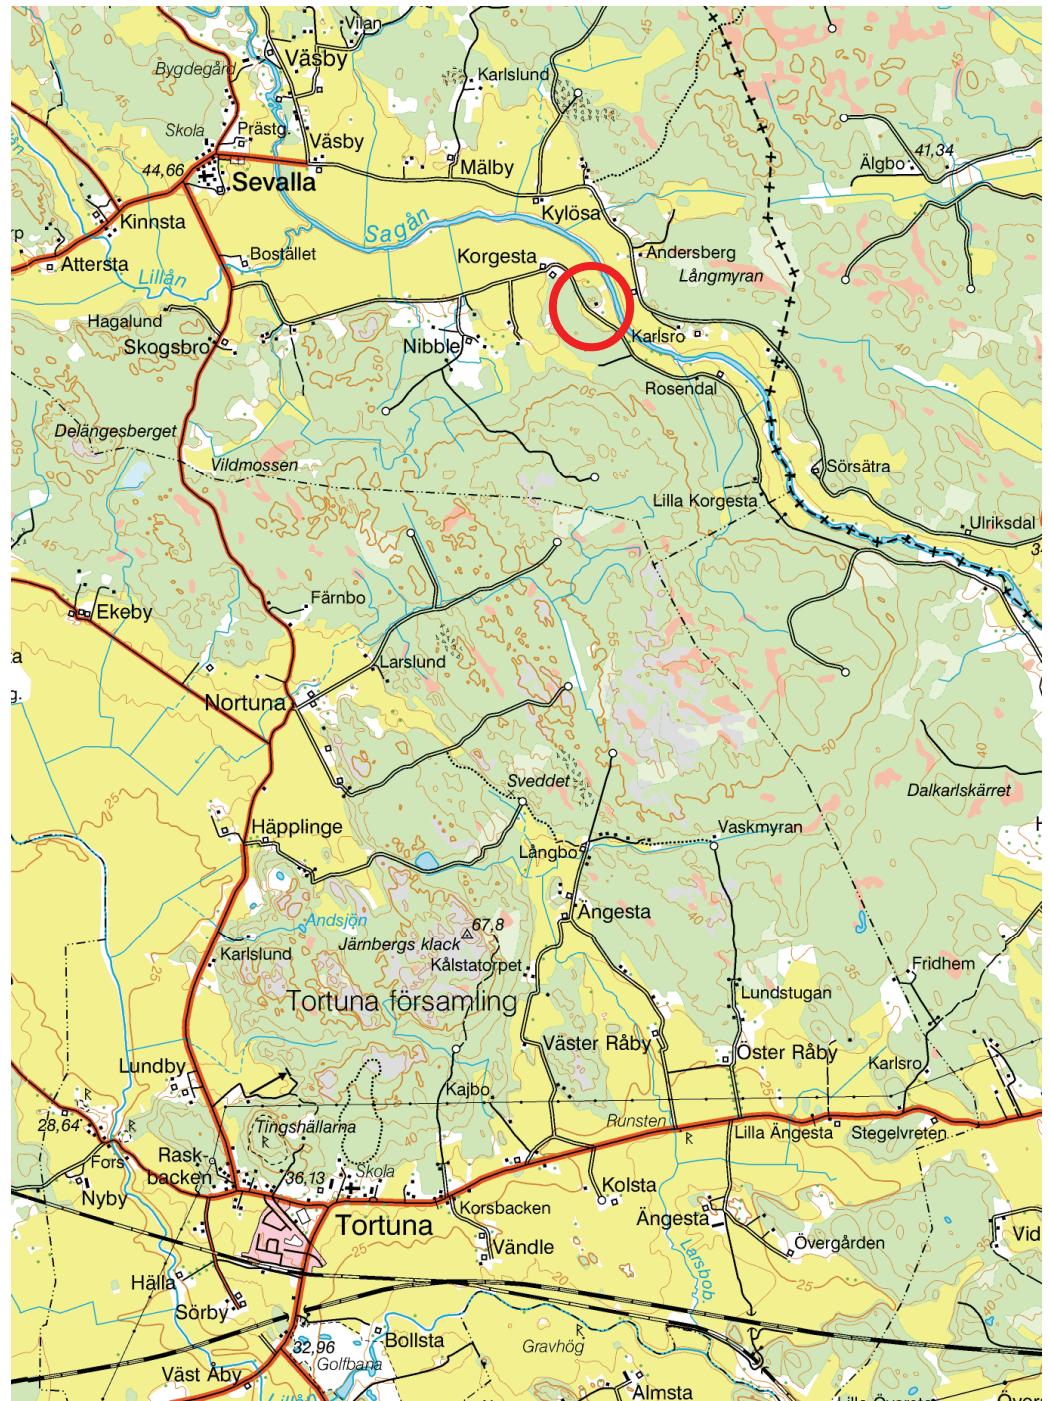 Vilan
Väsby
Bygdegård
Karlslund
Skola
Prästg.
Väsby
Älgbo
41,34
44,66
Sevalla
Mälby
Kinnsta
Kylösa
Sagån
Attersta
Lillån
Bostället
Korgesta
Andersberg
Långmyran
Hagalund
Skogsbro
Nibble
Karlsro
Rosendal
Delängesberget
Vildmossen
Sörsätra
Lilla Korgesta
Ulriksdal
Ekeby
Färnbo
Larslund
Nortuna
Sveddet
Dalkarlskärret
Häpplinge
Vaskmyran
Långbo
Ängesta
Andsjön
67,8
Järnbergs klack
Karlslund
Kålstatorpet
Fridhem
Lundstugan
Tortuna församling
Väster Råby
Öster Råby
Lundby
Karlsro
Kajbo
28,64
Tingshällarna
Runsten
Lilla Ängesta
Stegelvreten
Fors
Rask-
backen
36,13
Skola
Nyby
Kolsta
Korsbacken
Tortuna
Ängesta
Vändle
Övergården
Vid
Larsbob.
Hälla
Sörby
Bollsta
32,96
Golfbana
Gravhög
Väst Åby
Lillån
Almsta